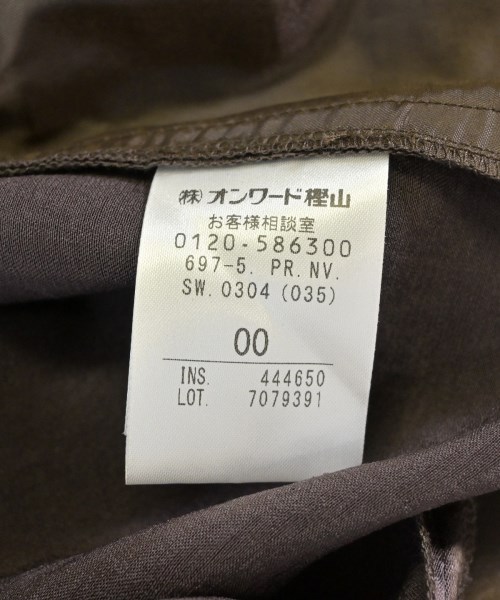 ㈱オンワード樫山
お客様相談室
0120-586300
697-5. PR. NV.
SW. 0304 (035)
00
INS. 444650
LOT. 7079391